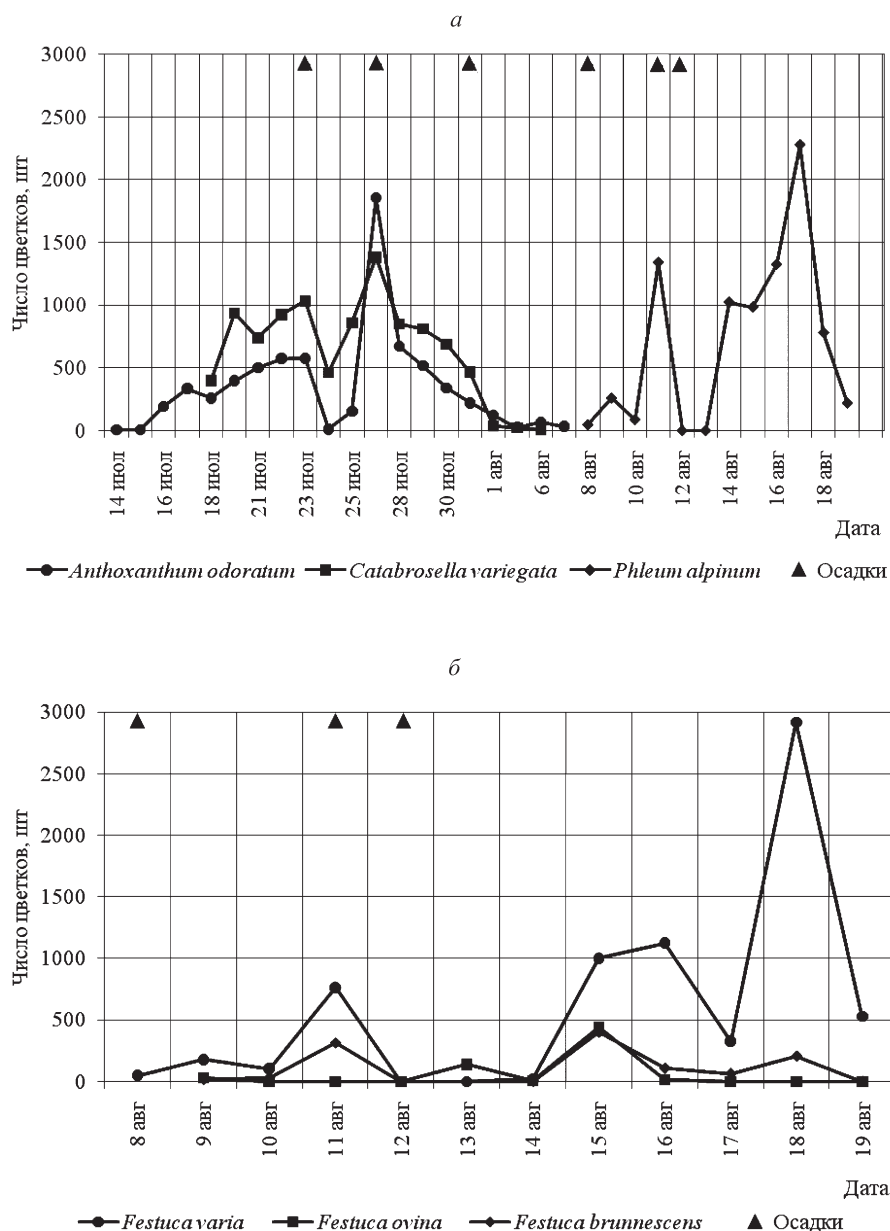 а
3000
2500
2000
1500
1000
500
0
Число цветков, шт
14 июл
16 июл
18 июл
21 июл
23 июл
25 июл
28 июл
30 июл
1 авг
6 авг
8 авг
10 авг
12 авг
14 авг
16 авг
18 авг
Дата
Anthoxanthum odoratum Catabrosella variegata Phleum alpinum Осадки
б
3000
2500
2000
1500
1000
500
0
Число цветков, шт
8 авг
9 авг
10 авг
11 авг
12 авг
13 авг
14 авг
15 авг
16 авг
17 авг
18 авг
19 авг
Дата
Festuca varia Festuca ovina Festuca brunnescens Осадки